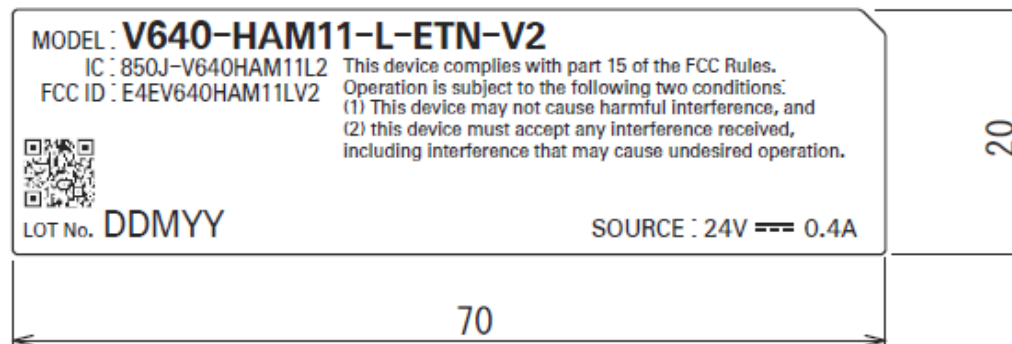 MODEL : V640-HAM11-L-ETN-V2
IC : 850J-V640HAM11L2
FCC ID : E4EV640HAM11LV2
This device complies with part 15 of the FCC Rules.
Operation is subject to the following two conditions:
(1) This device may not cause harmful interference, and
(2) this device must accept any interference received,
including interference that may cause undesired operation.
LOT No. DDMYY
SOURCE : 24V ⎓ 0.4A
20
70